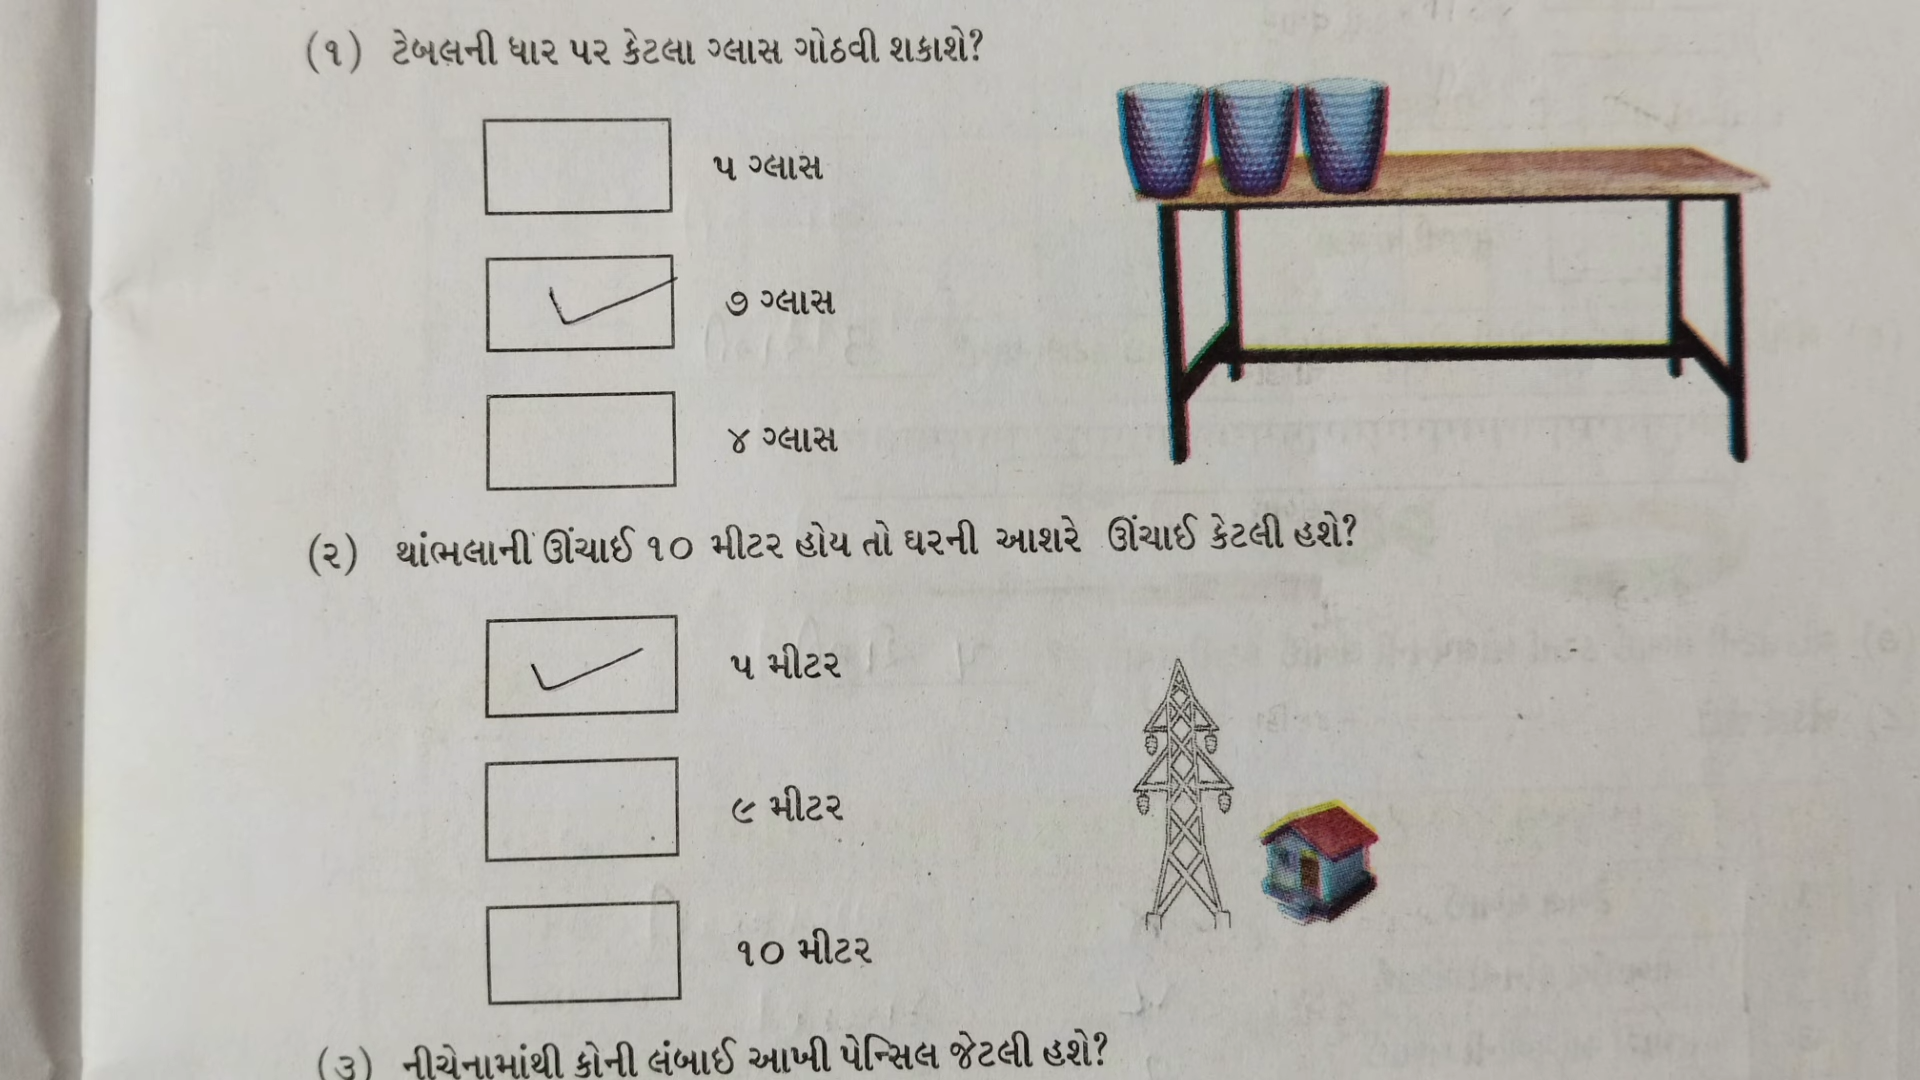 (૧) ટેબલની ધાર પર કેટલા ગ્લાસ ગોઠવી શકાશે?
૫ ગ્લાસ
૭ ગ્લાસ
૪ ગ્લાસ
(૨) થાંભલાની ઊંચાઈ ૧૦ મીટર હોય તો ઘરની આશરે ઊંચાઈ કેટલી હશે?
૫ મીટર
૯ મીટર
૧૦ મીટર
(૩) નીચેનામાંથી કોની લંબાઈ આખી પેન્સિલ જેટલી હશે?